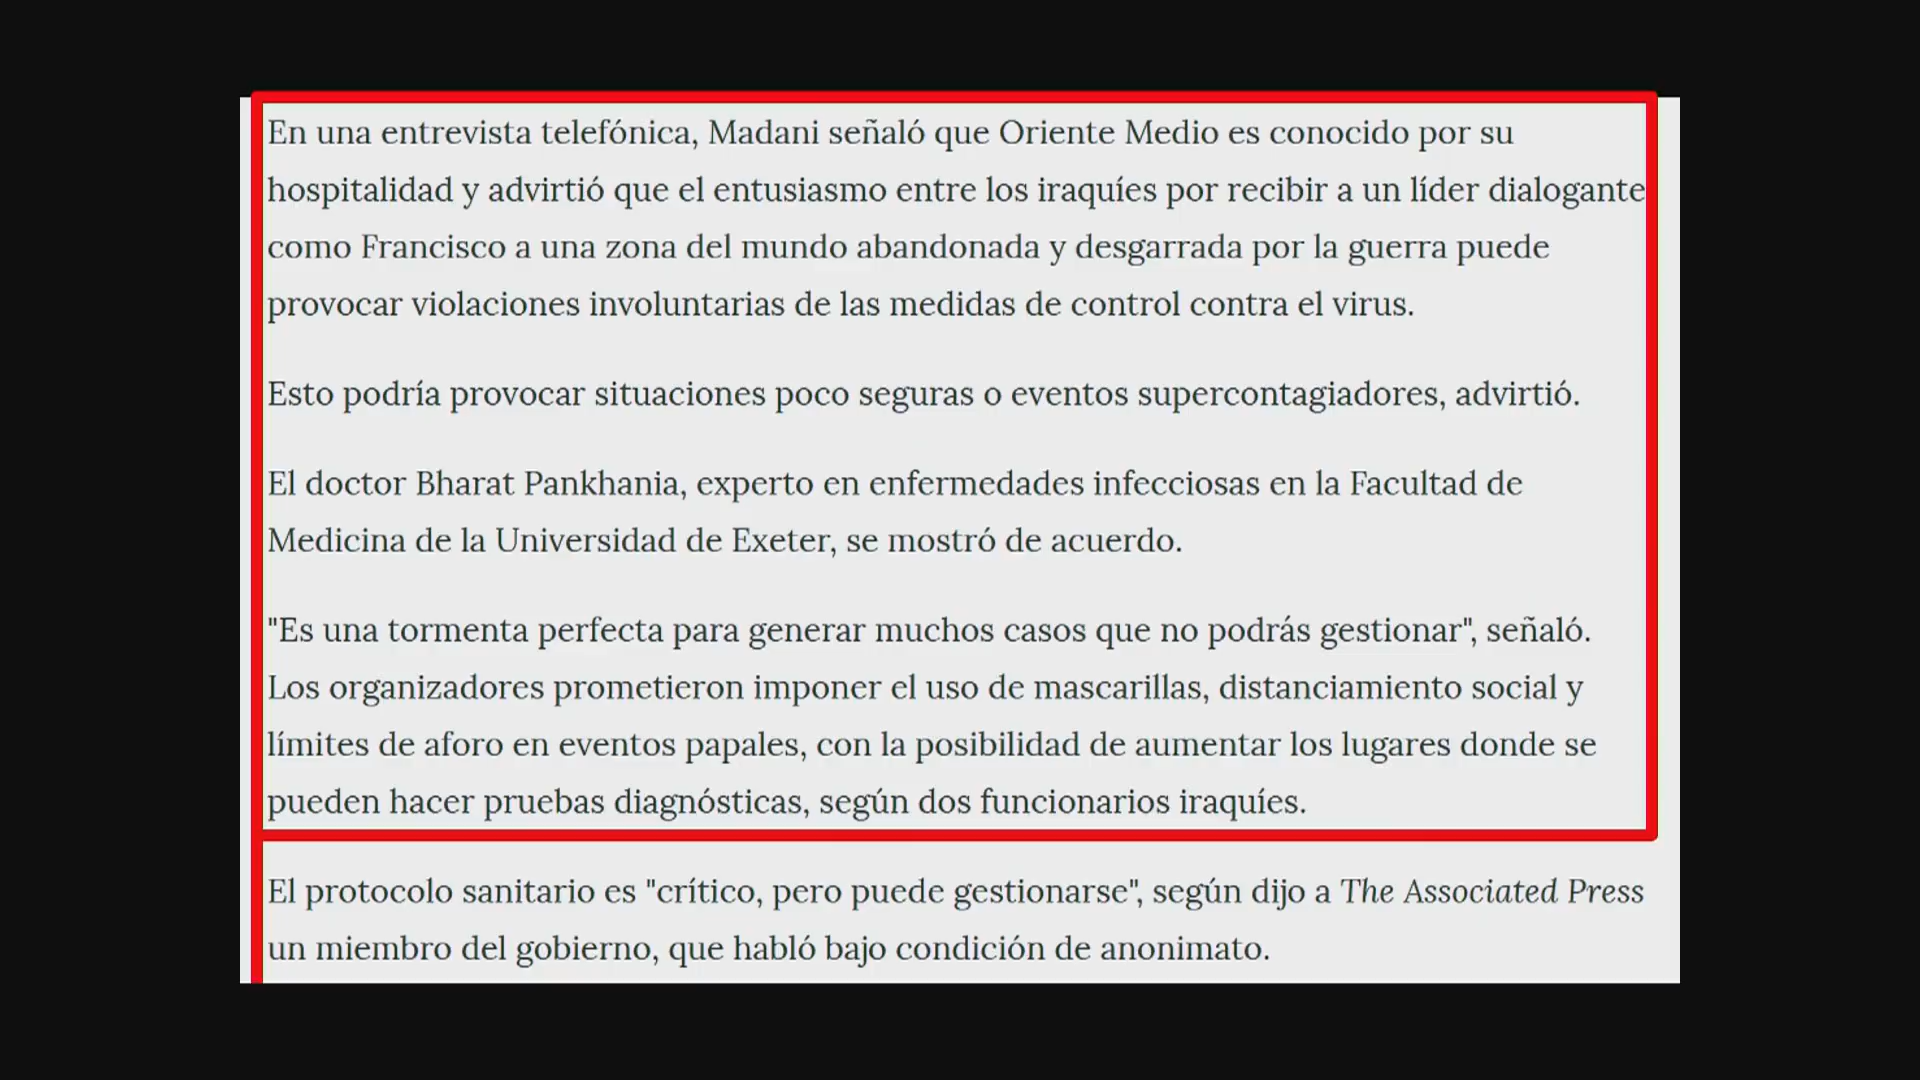 En una entrevista telefónica, Madani señaló que Oriente Medio es conocido por su
hospitalidad y advirtió que el entusiasmo entre los iraquíes por recibir a un líder dialogante
como Francisco a una zona del mundo abandonada y desgarrada por la guerra puede
provocar violaciones involuntarias de las medidas de control contra el virus.
Esto podría provocar situaciones poco seguras o eventos supercontagiadores, advirtió.
El doctor Bharat Pankhania, experto en enfermedades infecciosas en la Facultad de
Medicina de la Universidad de Exeter, se mostró de acuerdo.
"Es una tormenta perfecta para generar muchos casos que no podrás gestionar", señaló.
Los organizadores prometieron imponer el uso de mascarillas, distanciamiento social y
límites de aforo en eventos papales, con la posibilidad de aumentar los lugares donde se
pueden hacer pruebas diagnósticas, según dos funcionarios iraquíes.
El protocolo sanitario es "crítico, pero puede gestionarse", según dijo a The Associated Press
un miembro del gobierno, que habló bajo condición de anonimato.